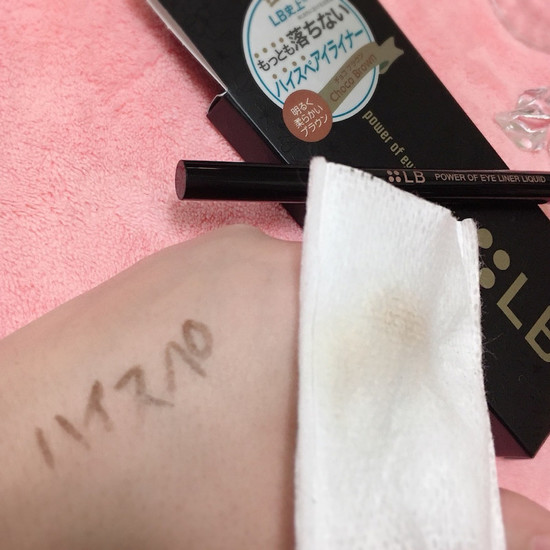 LB史上
もっとも落ちない
ハイスペアイライナー
Choco Brown
明るく
柔らかい
ブラウン
power of eye
LB POWER OF EYE LINER LIQUID
LB
ハイスペ